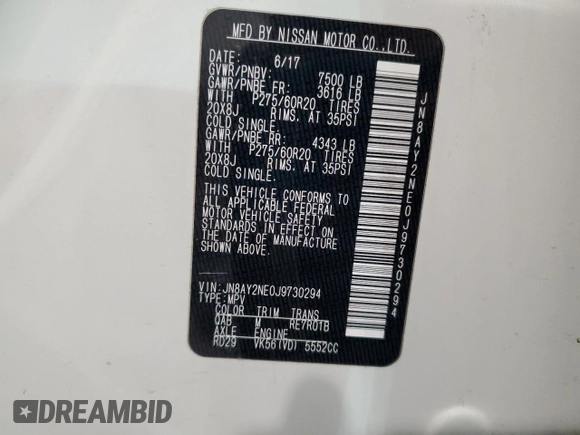 MFD BY NISSAN MOTOR CO.,LTD.
DATE: 6/17
GVWR/PNBV: 7500 LB
GAWR/PNBE FR: 3616 LB
WITH P275/60R20 TIRES
20X8J RIMS, AT 35PSI
COLD SINGLE.
GAWR/PNBE RR: 4343 LB
WITH P275/60R20 TIRES
20X8J RIMS, AT 35PSI
COLD SINGLE.
THIS VEHICLE CONFORMS TO
ALL APPLICABLE FEDERAL
MOTOR VEHICLE SAFETY
STANDARDS IN EFFECT ON
THE DATE OF MANUFACTURE
SHOWN ABOVE.
VIN:JN8AY2NE0J9730294
TYPE:MPV
COLOR TRIM TRANS
QAB M RE7R01B
AXLE ENGINE
RD29 VK56(VD) 5552CC
JN8AY2NE0J9730294
DREAMBID